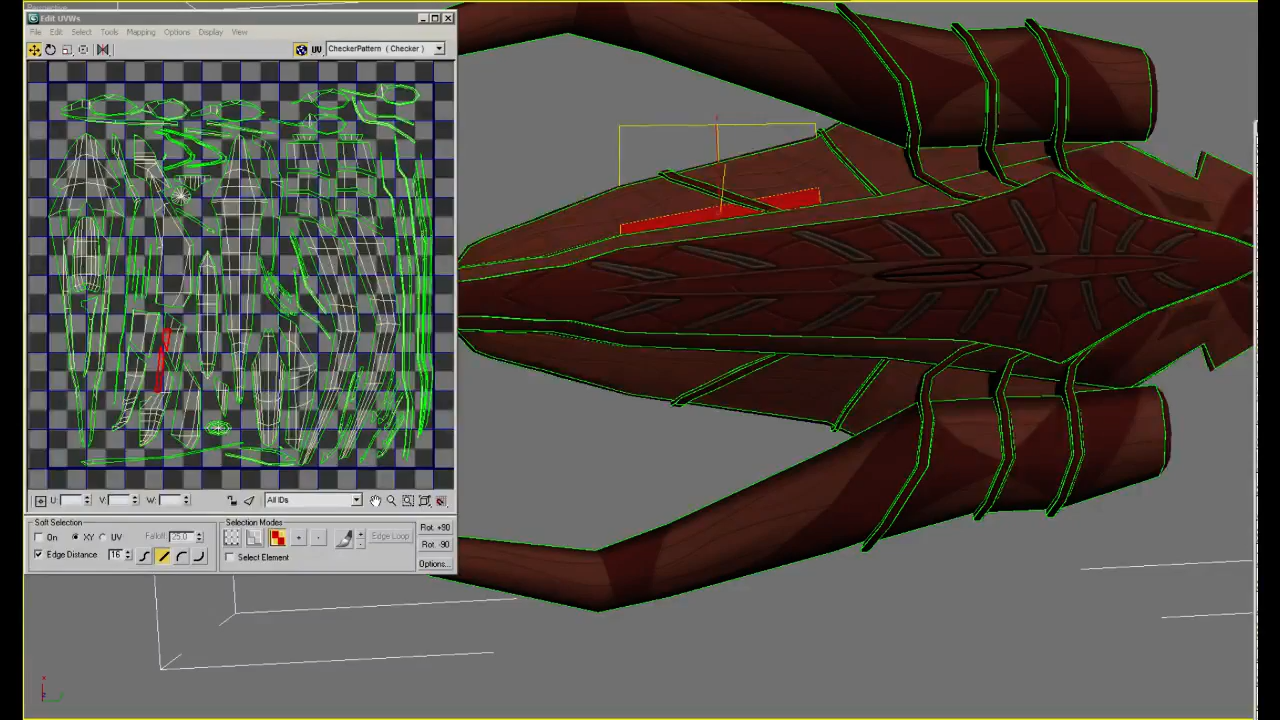 Perspective
Edit UVWs
File Edit Select Tools Mapping Options Display View
UV CheckerPattern ( Checker )
U: V: W: All IDs
Soft Selection
On XY UV Falloff: 25.0
Edge Distance 16
Selection Modes
Edge Loop
Select Element
Rot. +90
Rot. -90
Options...